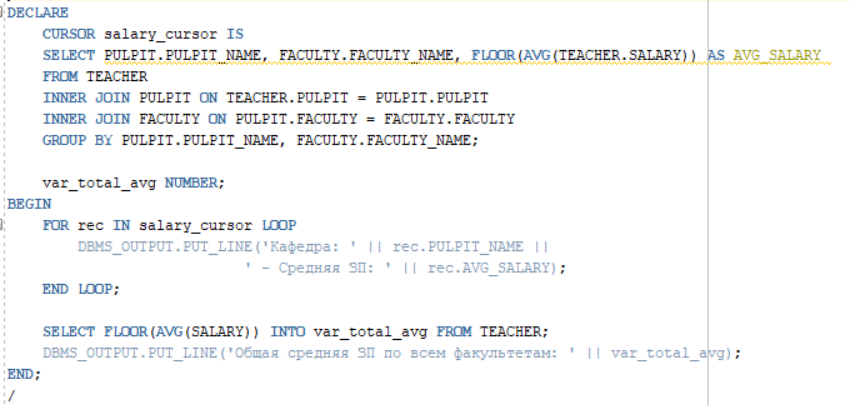 DECLARE
CURSOR salary_cursor IS
SELECT PULPIT.PULPIT_NAME, FACULTY.FACULTY_NAME, FLOOR(AVG(TEACHER.SALARY)) AS AVG_SALARY
FROM TEACHER
INNER JOIN PULPIT ON TEACHER.PULPIT = PULPIT.PULPIT
INNER JOIN FACULTY ON PULPIT.FACULTY = FACULTY.FACULTY
GROUP BY PULPIT.PULPIT_NAME, FACULTY.FACULTY_NAME;
var_total_avg NUMBER;
BEGIN
FOR rec IN salary_cursor LOOP
DBMS_OUTPUT.PUT_LINE('Кафедра: ' || rec.PULPIT_NAME ||
' - Средняя ЗП: ' || rec.AVG_SALARY);
END LOOP;
SELECT FLOOR(AVG(SALARY)) INTO var_total_avg FROM TEACHER;
DBMS_OUTPUT.PUT_LINE('Общая средняя ЗП по всем факультетам: ' || var_total_avg);
END;
/